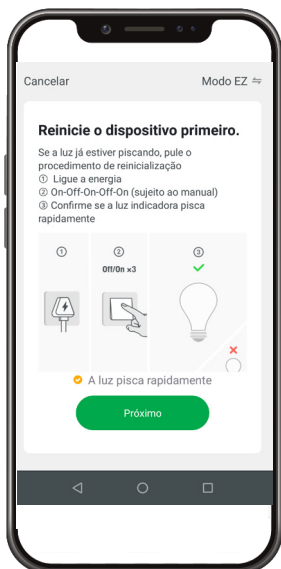 Cancelar
Modo EZ
Reinicie o dispositivo primeiro.
Se a luz já estiver piscando, pule o
procedimento de reinicialização
① Ligue a energia
② On-Off-On-Off-On (sujeito ao manual)
③ Confirme se a luz indicadora pisca
rapidamente
①
②
③
Off/On ×3
A luz pisca rapidamente
Próximo